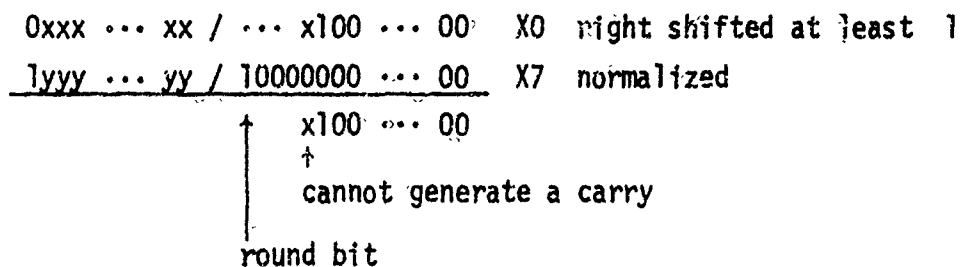 0xxx ... xx / ... x100 ... 00 X0 right shifted at least 1
1yyy ... yy / 10000000 ... 00 X7 normalized
x100 ... 00
cannot generate a carry
round bit